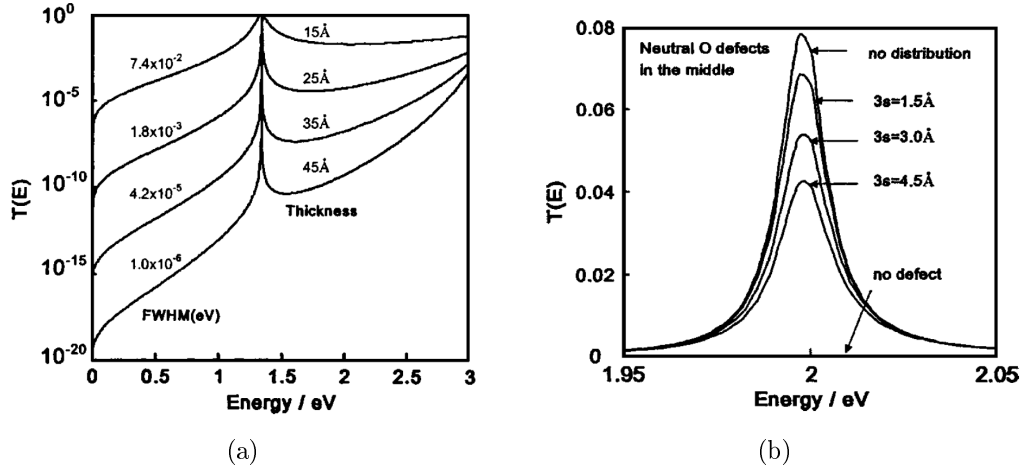 10⁰
10⁻⁵
10⁻¹⁰
10⁻¹⁵
10⁻²⁰
T(E)
7.4x10⁻²
1.8x10⁻³
4.2x10⁻⁵
1.0x10⁻⁶
FWHM(eV)
15Å
25Å
35Å
45Å
Thickness
0 0.5 1 1.5 2 2.5 3
Energy / eV
(a)
0.08
0.06
0.04
0.02
0
T(E)
Neutral O defects
in the middle
no distribution
3s=1.5Å
3s=3.0Å
3s=4.5Å
no defect
1.95 2 2.05
Energy / eV
(b)